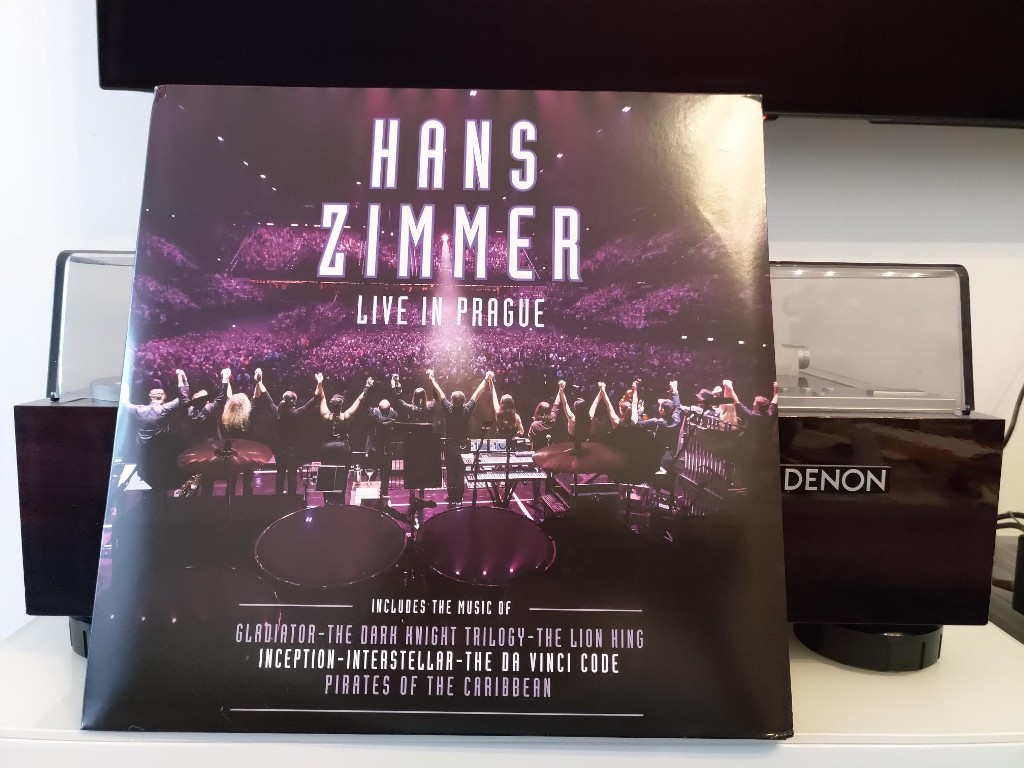 HANS
ZIMMER
LIVE IN PRAGUE
DENON
INCLUDES THE MUSIC OF
GLADIATOR-THE DARK KNIGHT TRILOGY-THE LION KING
INCEPTION-INTERSTELLAR-THE DA VINCI CODE
PIRATES OF THE CARIBBEAN